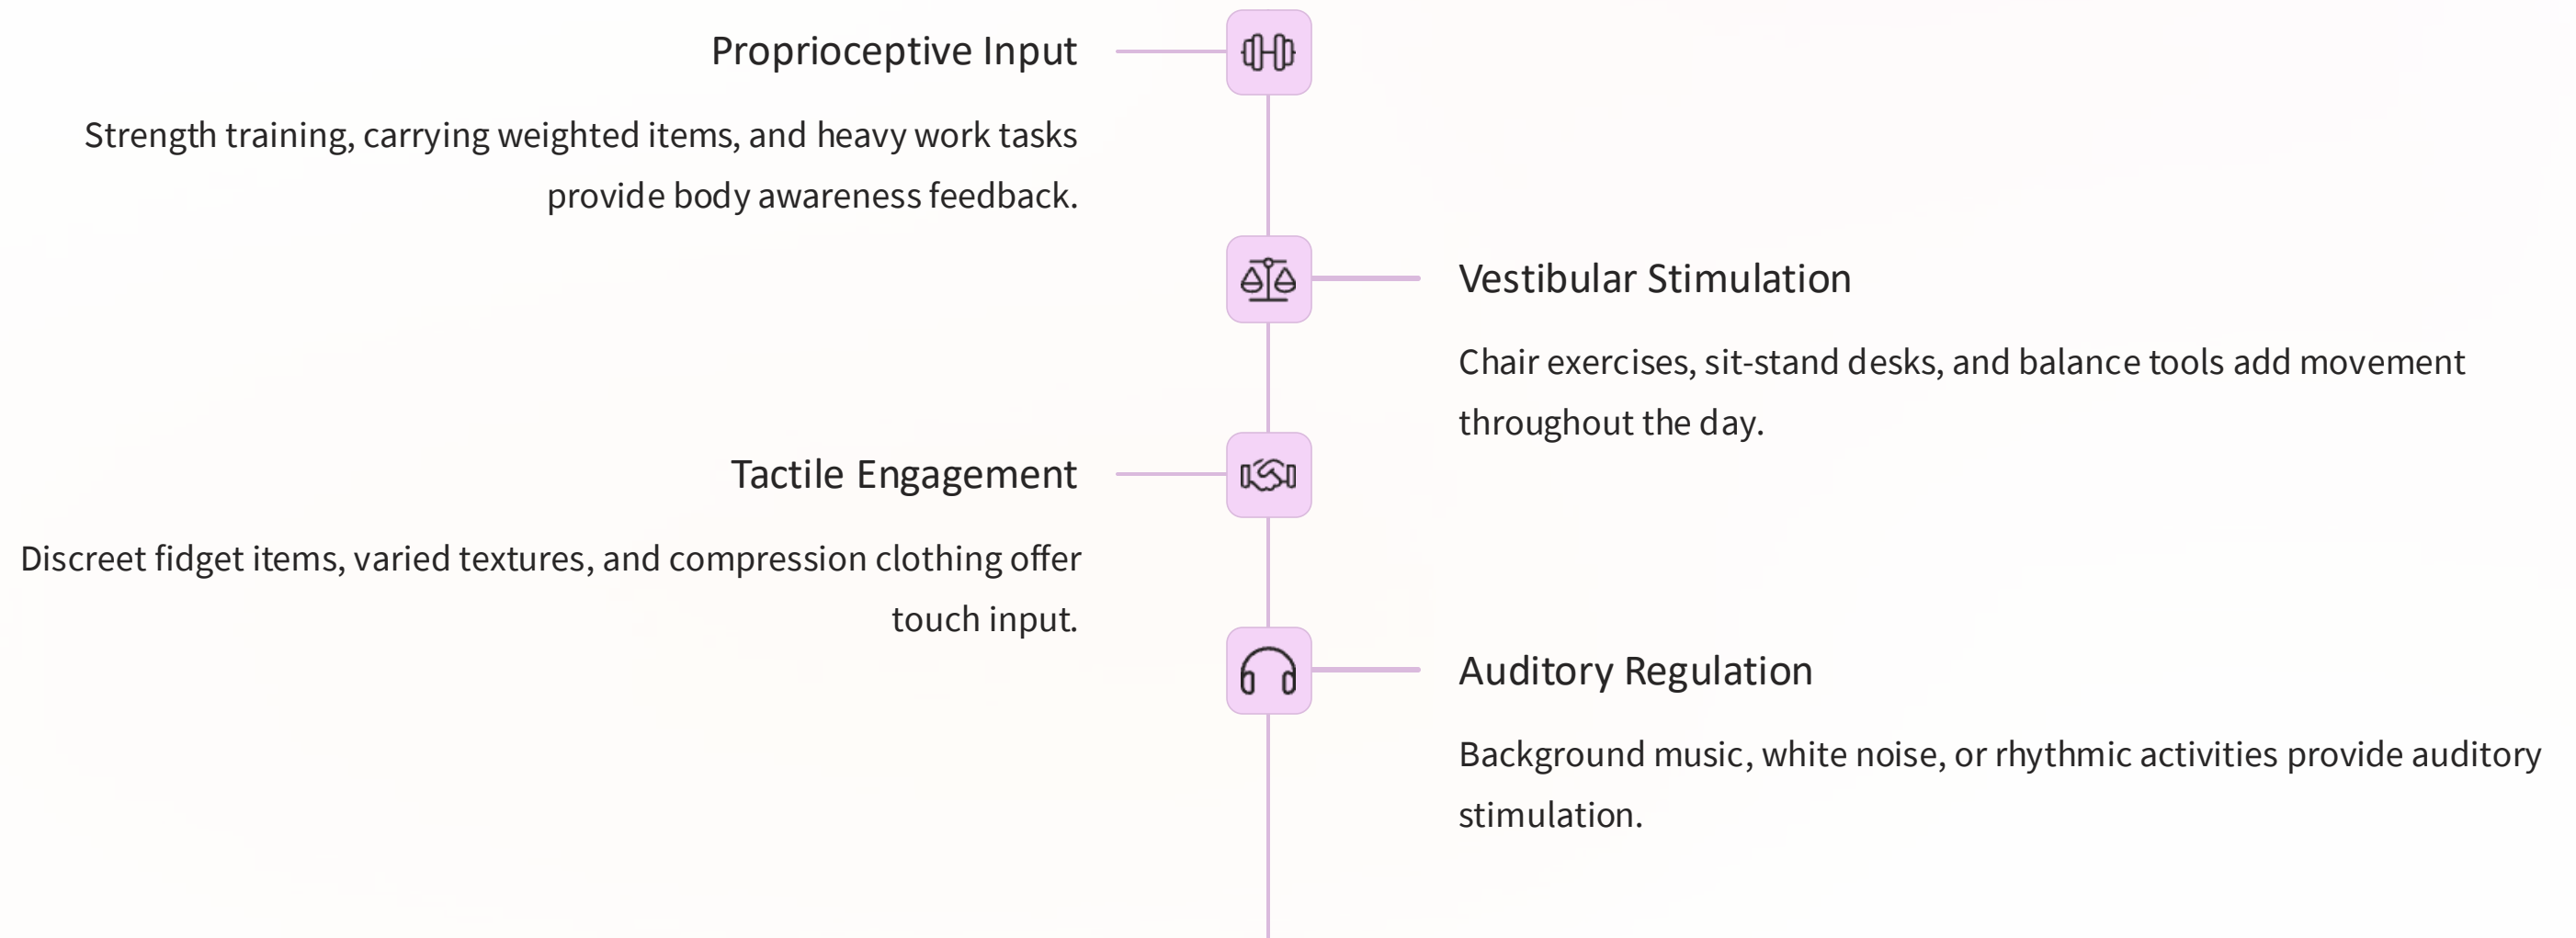 Proprioceptive Input
Strength training, carrying weighted items, and heavy work tasks
provide body awareness feedback.
Vestibular Stimulation
Chair exercises, sit-stand desks, and balance tools add movement
throughout the day.
Tactile Engagement
Discreet fidget items, varied textures, and compression clothing offer
touch input.
Auditory Regulation
Background music, white noise, or rhythmic activities provide auditory
stimulation.